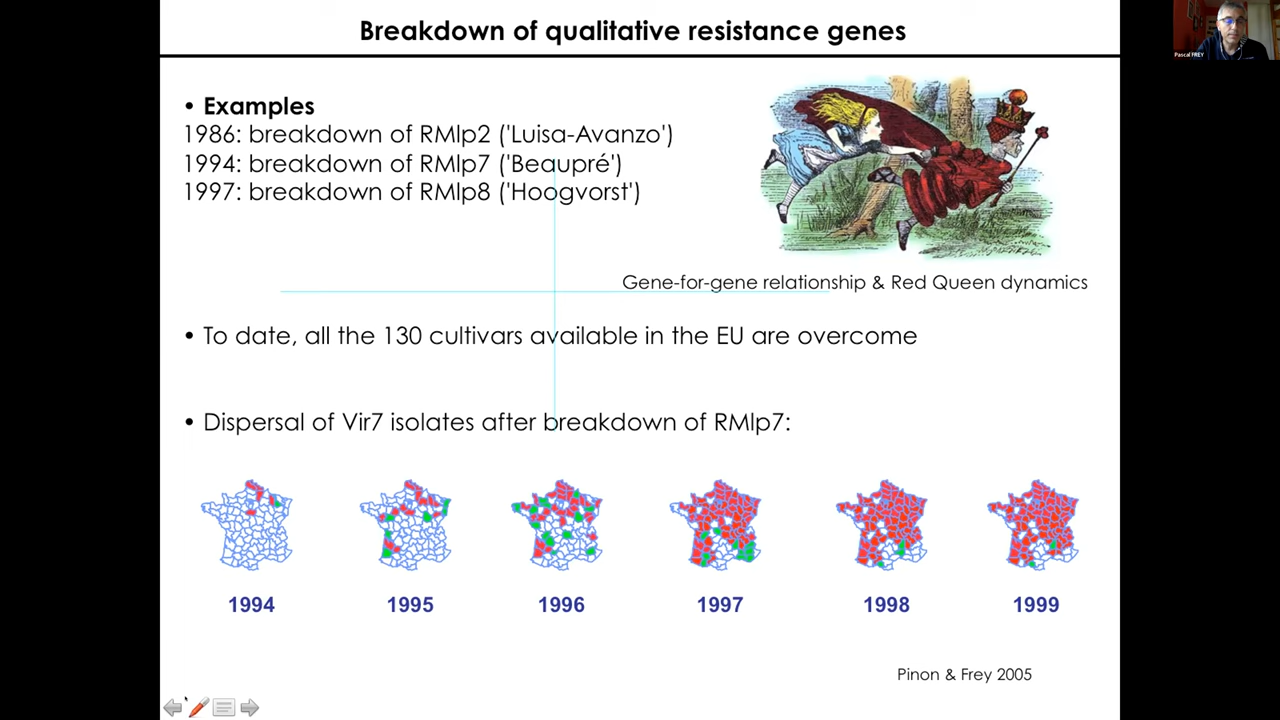 Breakdown of qualitative resistance genes
Pascal FREY
• Examples
1986: breakdown of RMlp2 ('Luisa-Avanzo')
1994: breakdown of RMlp7 ('Beaupré')
1997: breakdown of RMlp8 ('Hoogvorst')
Gene-for-gene relationship & Red Queen dynamics
• To date, all the 130 cultivars available in the EU are overcome
• Dispersal of Vir7 isolates after breakdown of RMlp7:
1994 1995 1996 1997 1998 1999
Pinon & Frey 2005